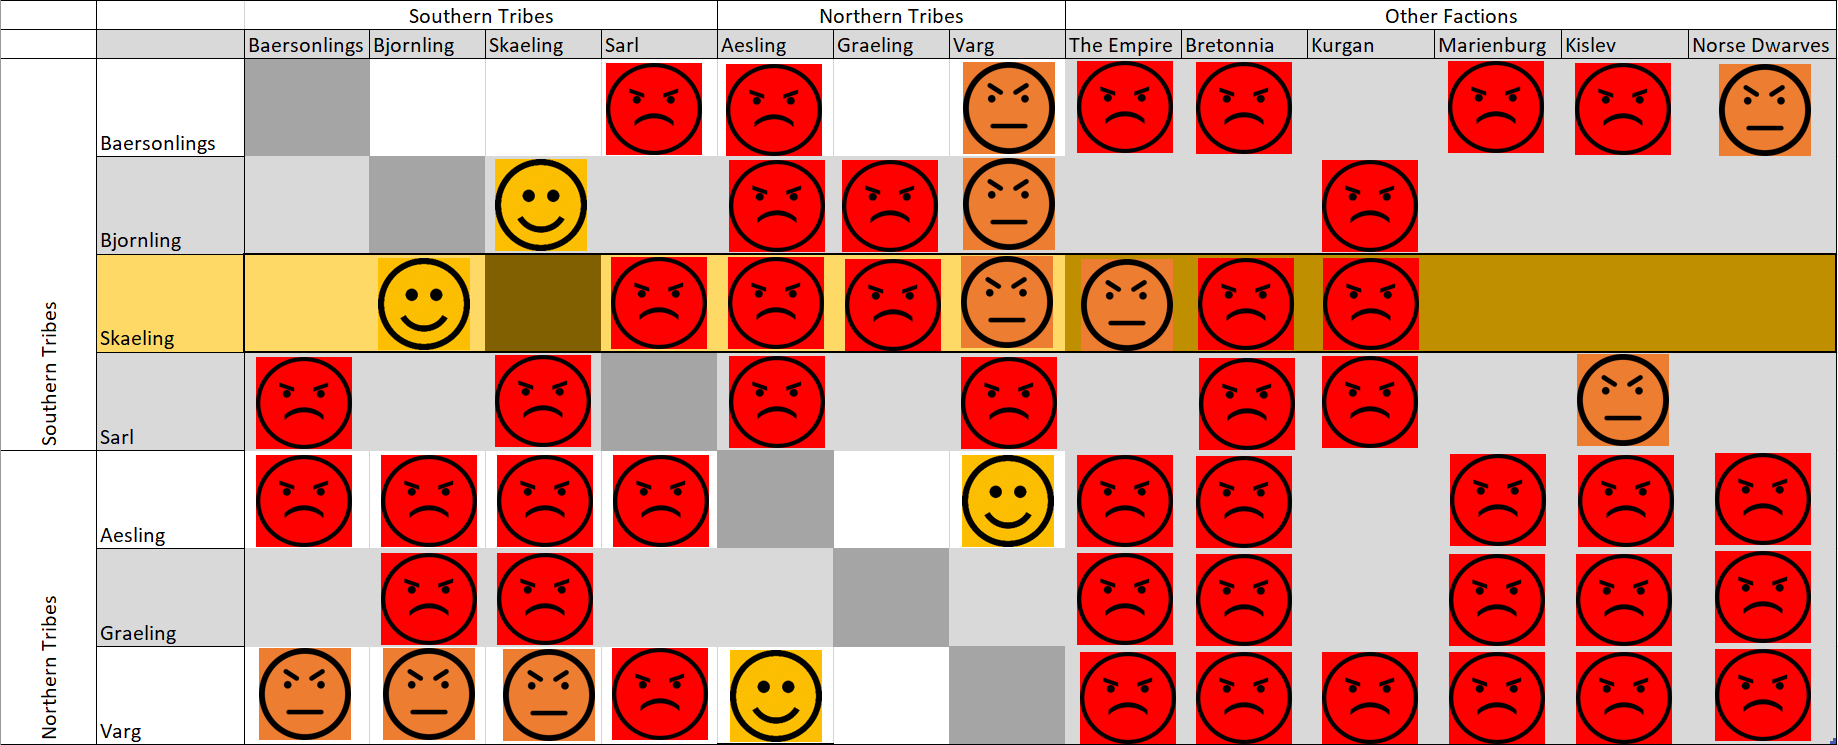 Southern Tribes Northern Tribes Other Factions
Baersonlings Bjornling Skaeling Sarl Aesling Graeling Varg The Empire Bretonnia Kurgan Marienburg Kislev Norse Dwarves
Southern Tribes
Baersonlings
Bjornling
Skaeling
Sarl
Northern Tribes
Aesling
Graeling
Varg